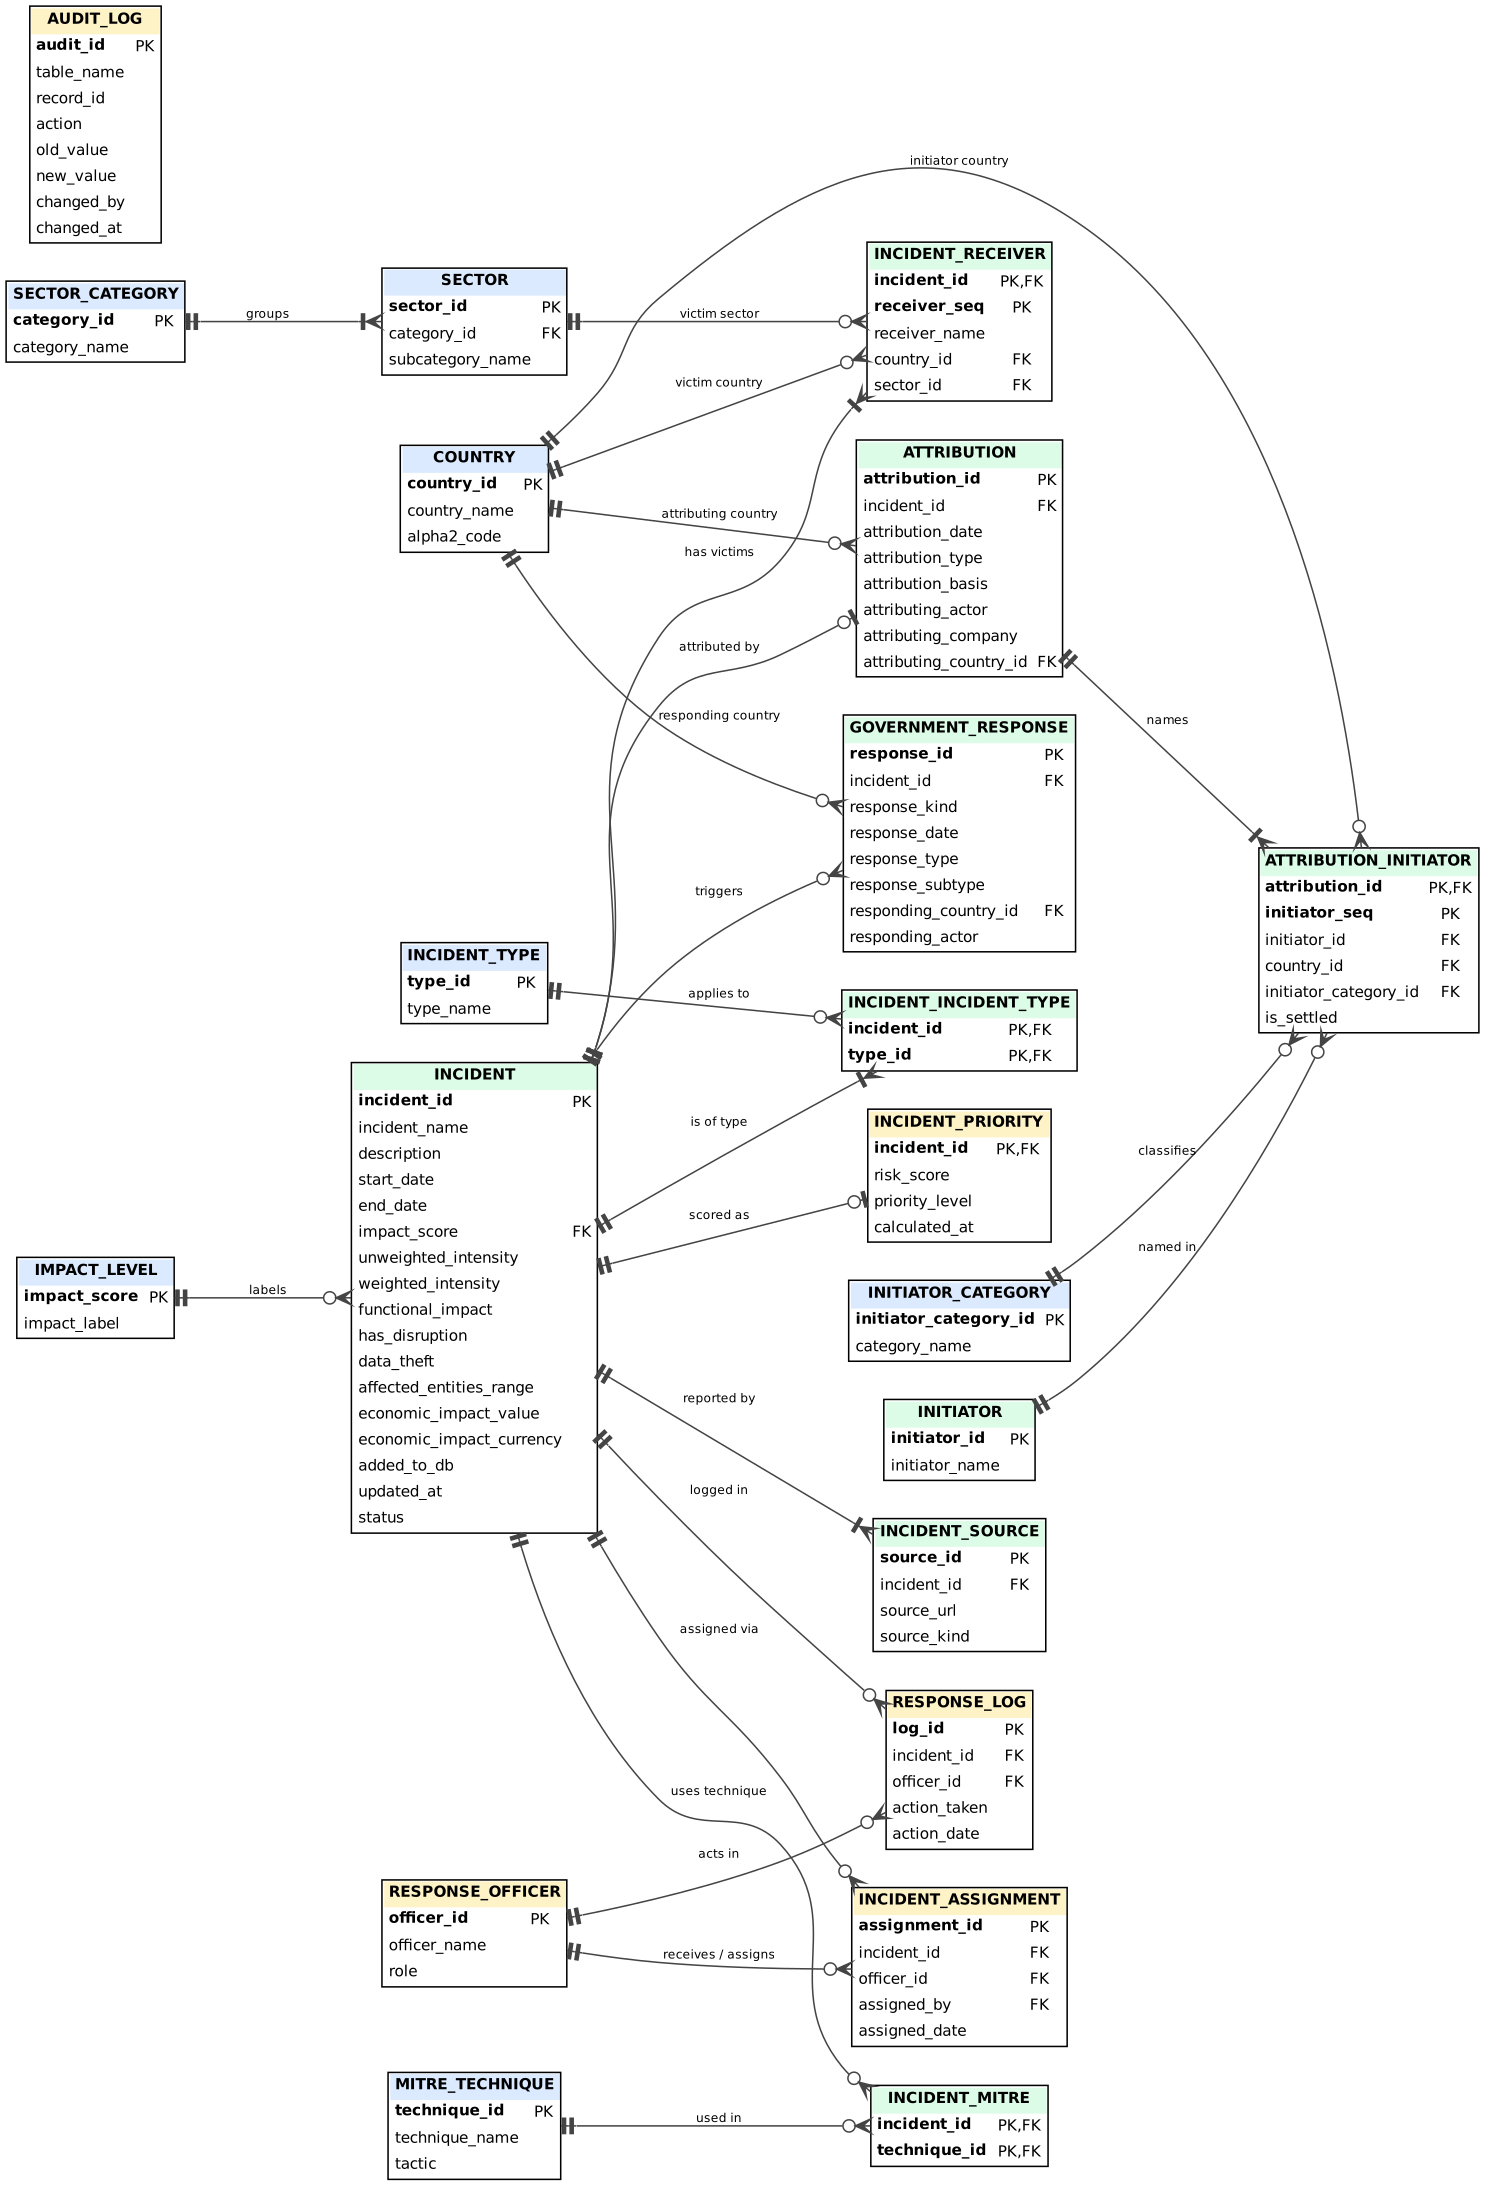 AUDIT_LOG
audit_id PK
table_name
record_id
action
old_value
new_value
changed_by
changed_at
SECTOR_CATEGORY
category_id PK
category_name
groups
SECTOR
sector_id PK
category_id FK
subcategory_name
victim sector
initiator country
INCIDENT_RECEIVER
incident_id PK,FK
receiver_seq PK
receiver_name
country_id FK
sector_id FK
victim country
COUNTRY
country_id PK
country_name
alpha2_code
attributing country
has victims
attributed by
responding country
ATTRIBUTION
attribution_id PK
incident_id FK
attribution_date
attribution_type
attribution_basis
attributing_actor
attributing_company
attributing_country_id FK
names
GOVERNMENT_RESPONSE
response_id PK
incident_id FK
response_kind
response_date
response_type
response_subtype
responding_country_id FK
responding_actor
triggers
ATTRIBUTION_INITIATOR
attribution_id PK,FK
initiator_seq PK
initiator_id FK
country_id FK
initiator_category_id FK
is_settled
INCIDENT_TYPE
type_id PK
type_name
applies to
INCIDENT_INCIDENT_TYPE
incident_id PK,FK
type_id PK,FK
is of type
INCIDENT
incident_id PK
incident_name
description
start_date
end_date
impact_score FK
unweighted_intensity
weighted_intensity
functional_impact
has_disruption
data_theft
affected_entities_range
economic_impact_value
economic_impact_currency
added_to_db
updated_at
status
INCIDENT_PRIORITY
incident_id PK,FK
risk_score
priority_level
calculated_at
scored as
classifies
named in
IMPACT_LEVEL
impact_score PK
impact_label
labels
INITIATOR_CATEGORY
initiator_category_id PK
category_name
INITIATOR
initiator_id PK
initiator_name
reported by
logged in
INCIDENT_SOURCE
source_id PK
incident_id FK
source_url
source_kind
assigned via
uses technique
RESPONSE_LOG
log_id PK
incident_id FK
officer_id FK
action_taken
action_date
acts in
RESPONSE_OFFICER
officer_id PK
officer_name
role
receives / assigns
INCIDENT_ASSIGNMENT
assignment_id PK
incident_id FK
officer_id FK
assigned_by FK
assigned_date
MITRE_TECHNIQUE
technique_id PK
technique_name
tactic
used in
INCIDENT_MITRE
incident_id PK,FK
technique_id PK,FK